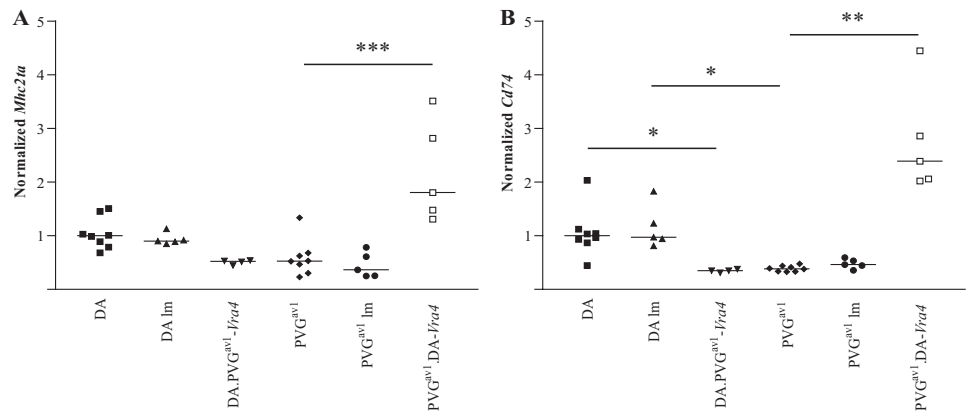 A
Normalized Mhc2ta
5
4
3
2
1
***
DA
DA lm
DA.PVGav1-Vra4
PVGav1
PVGav1 lm
PVGav1.DA-Vra4
B
Normalized Cd74
5
4
3
2
1
**
*
*
DA
DA lm
DA.PVGav1-Vra4
PVGav1
PVGav1 lm
PVGav1.DA-Vra4